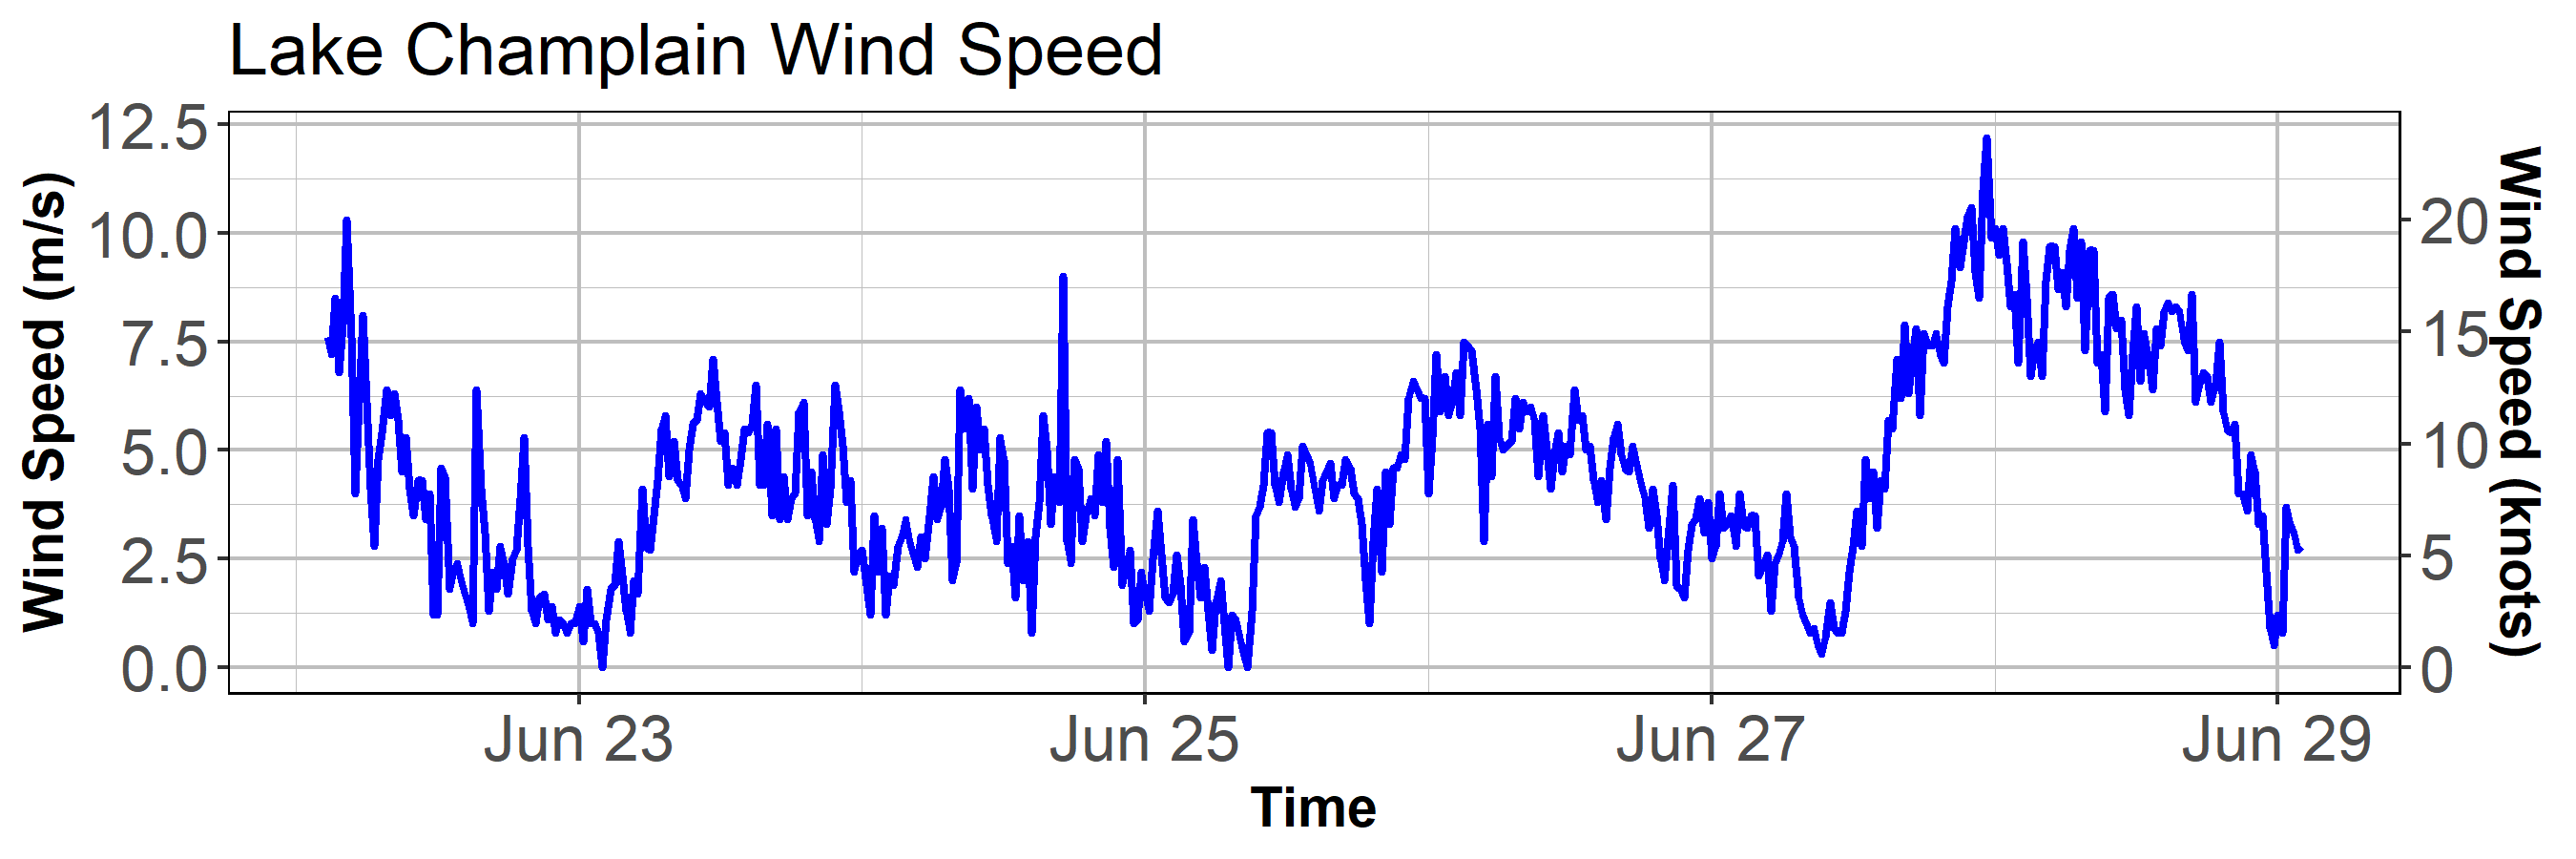 Lake Champlain Wind Speed
Wind Speed (m/s)
12.5
10.0
7.5
5.0
2.5
0.0
Wind Speed (knots)
20
15
10
5
0
Jun 23
Jun 25
Jun 27
Jun 29
Time